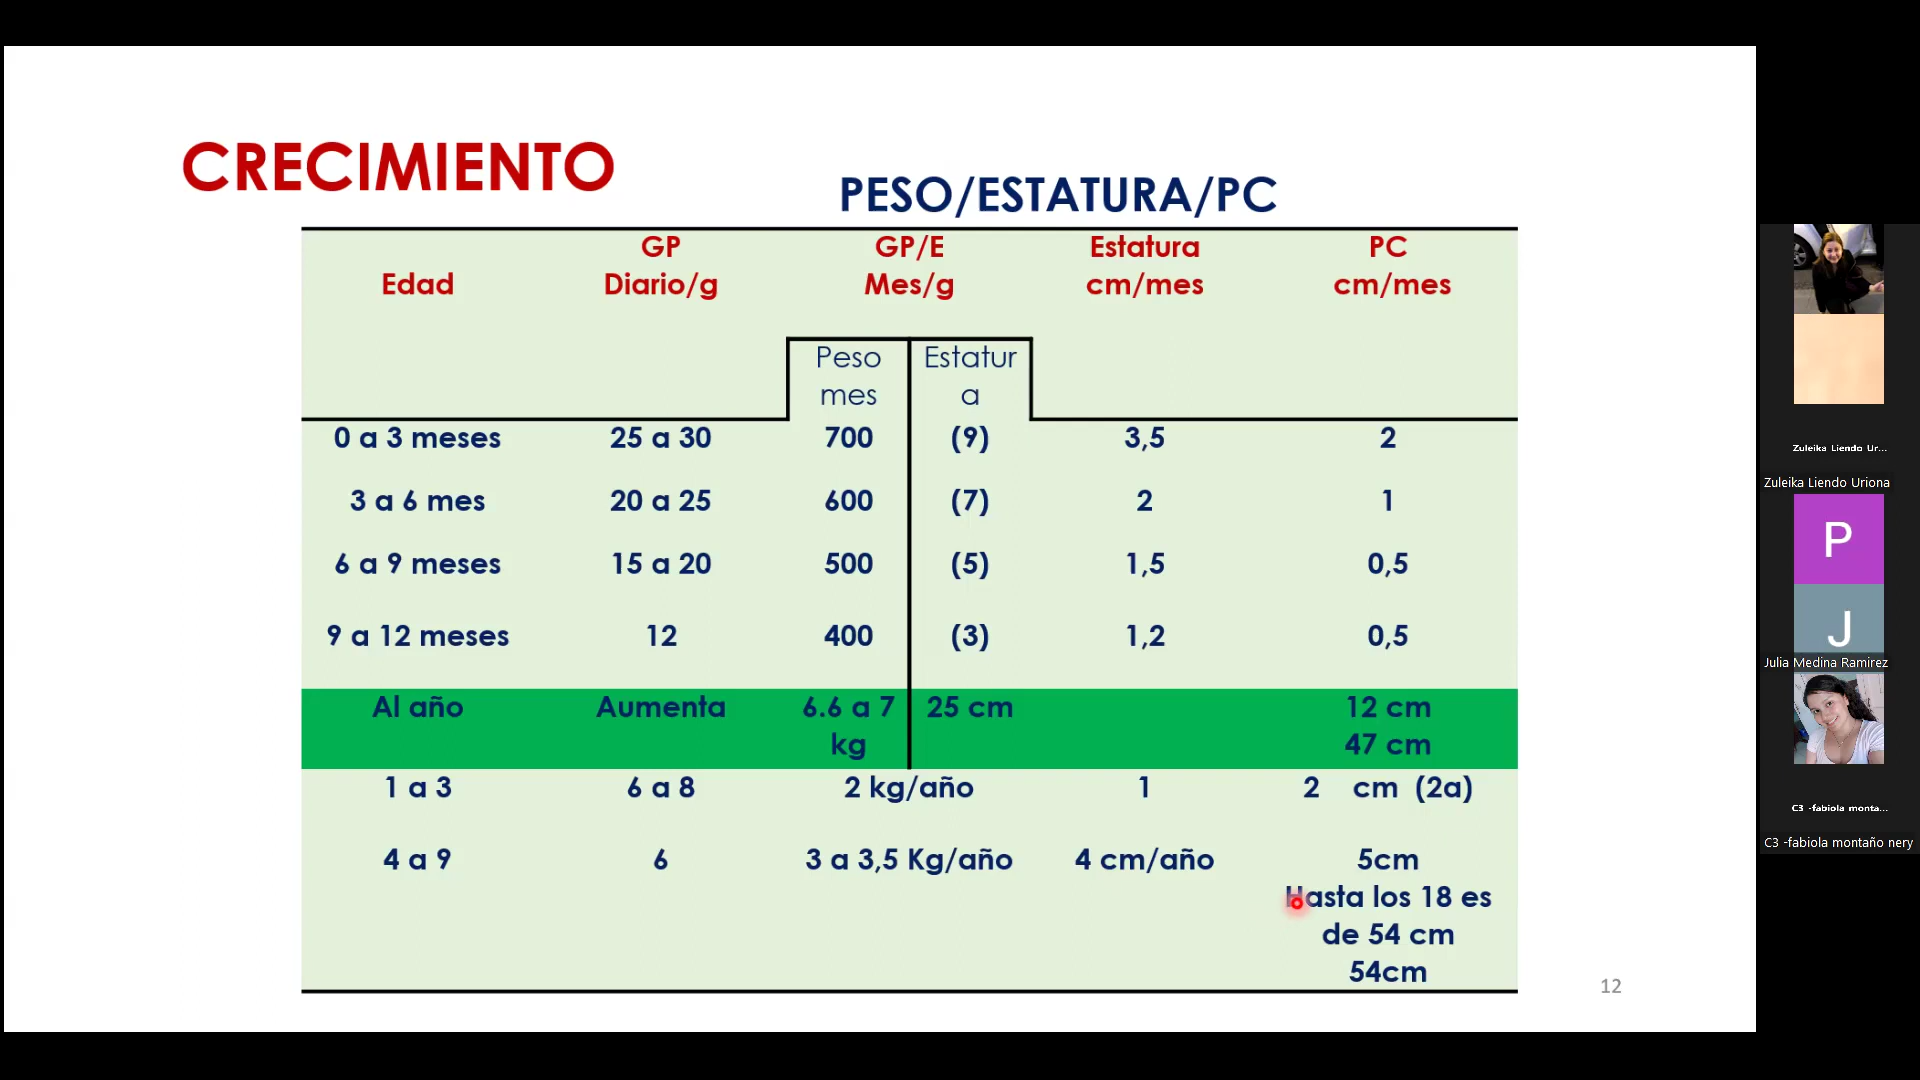 CRECIMIENTO
PESO/ESTATURA/PC
Edad
GP
Diario/g
GP/E
Mes/g
Estatura
cm/mes
PC
cm/mes
Peso
mes
Estatur
a
0 a 3 meses 25 a 30 700 (9) 3,5 2
3 a 6 mes 20 a 25 600 (7) 2 1
6 a 9 meses 15 a 20 500 (5) 1,5 0,5
9 a 12 meses 12 400 (3) 1,2 0,5
Al año Aumenta 6.6 a 7 25 cm 12 cm
kg 47 cm
1 a 3 6 a 8 2 kg/año 1 2 cm (2a)
4 a 9 6 3 a 3,5 Kg/año 4 cm/año 5cm
Hasta los 18 es
de 54 cm
54cm
12
Zuleika Liendo Ur...
Zuleika Liendo Uriona
P
J
Julia Medina Ramirez
C3 -fabiola monta...
C3 -fabiola montaño nery